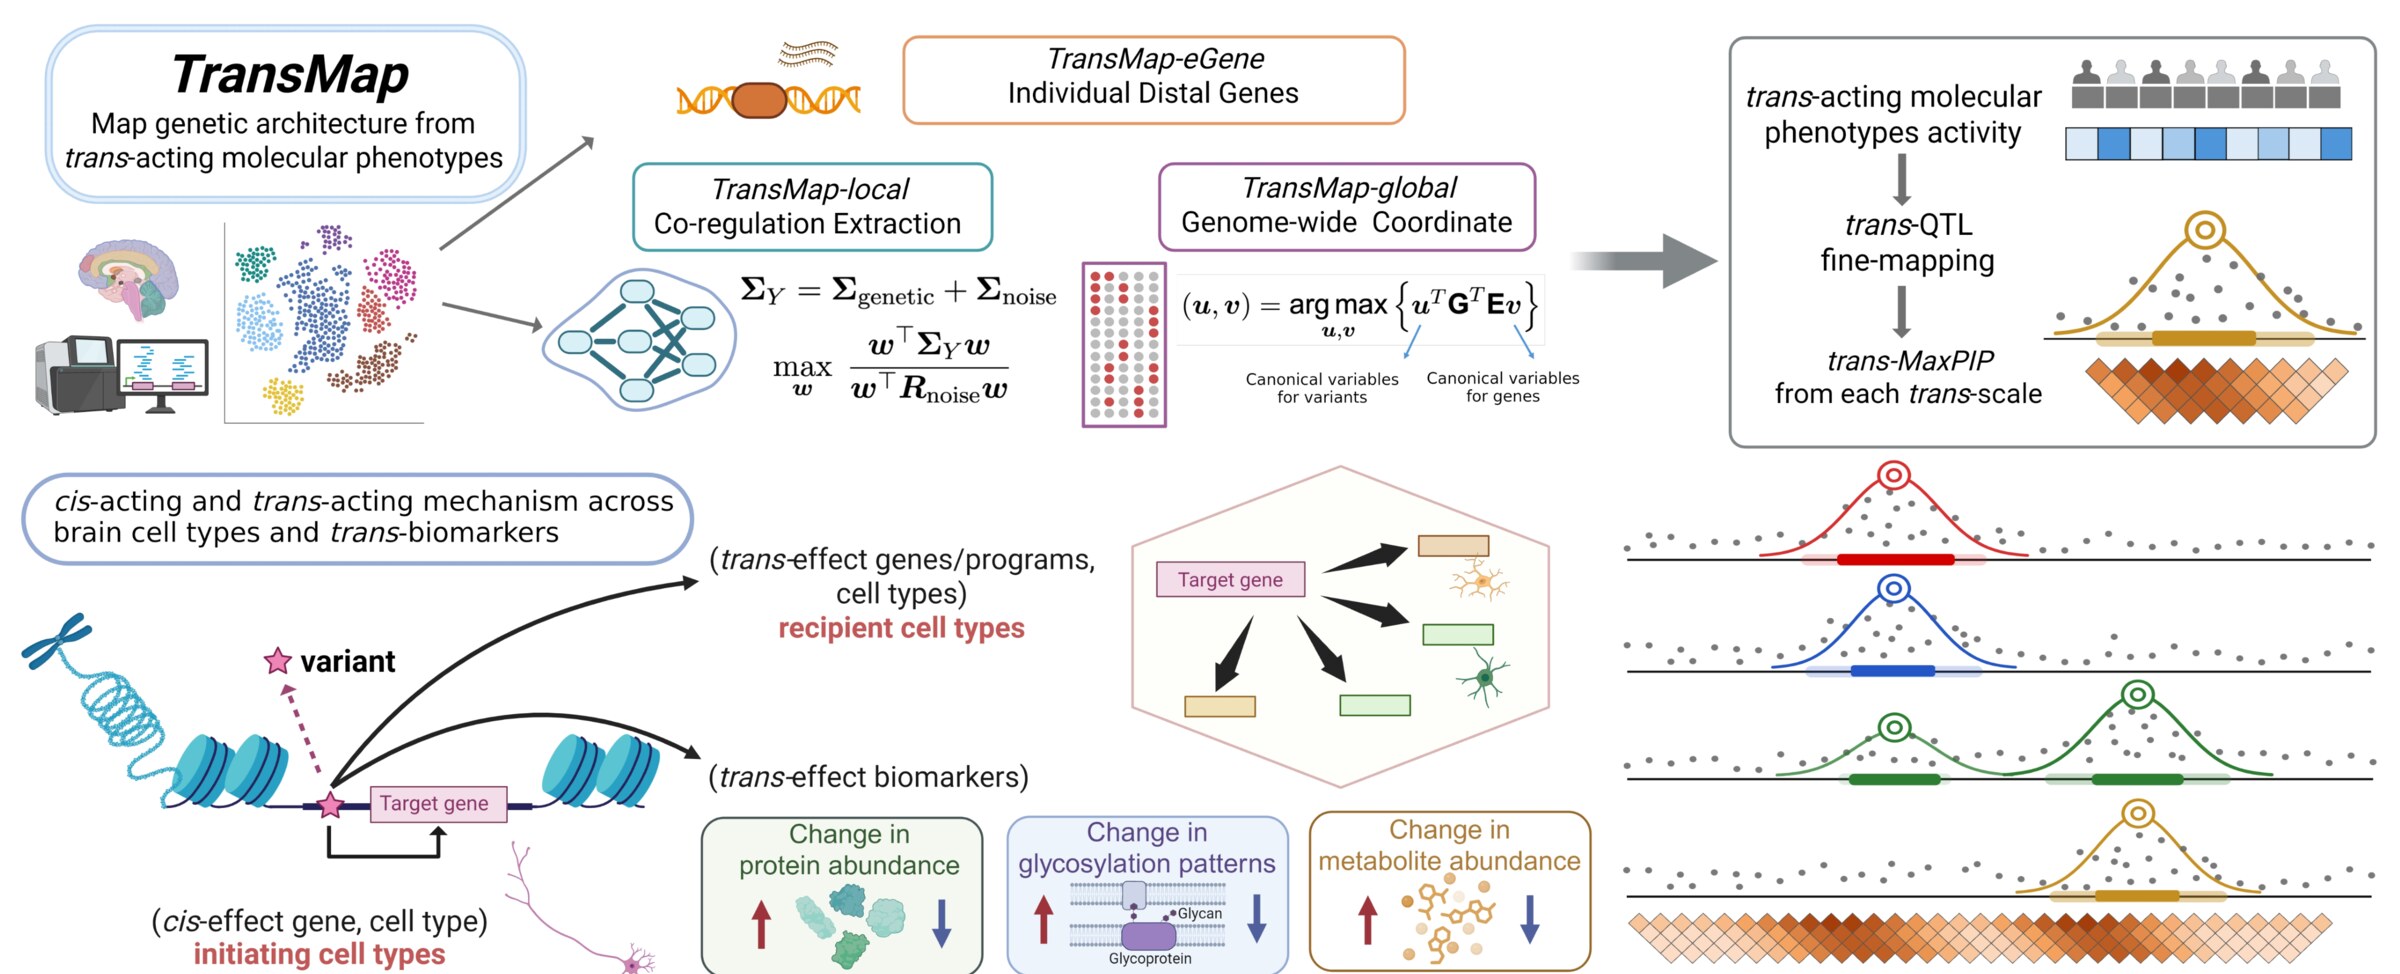 TransMap
Map genetic architecture from
trans-acting molecular phenotypes
TransMap-eGene
Individual Distal Genes
TransMap-local
Co-regulation Extraction
Σ_Y = Σ_genetic + Σ_noise
max_w w^⊤ Σ_Y w / w^⊤ R_noise w
TransMap-global
Genome-wide Coordinate
(u, v) = arg max_{u,v} {u^T G^T E v}
Canonical variables
for variants
Canonical variables
for genes
trans-acting molecular
phenotypes activity
trans-QTL
fine-mapping
trans-MaxPIP
from each trans-scale
cis-acting and trans-acting mechanism across
brain cell types and trans-biomarkers
variant
Target gene
(cis-effect gene, cell type)
initiating cell types
(trans-effect genes/programs,
cell types)
recipient cell types
(trans-effect biomarkers)
Target gene
Change in
protein abundance
Change in
glycosylation patterns
Glycan
Glycoprotein
Change in
metabolite abundance